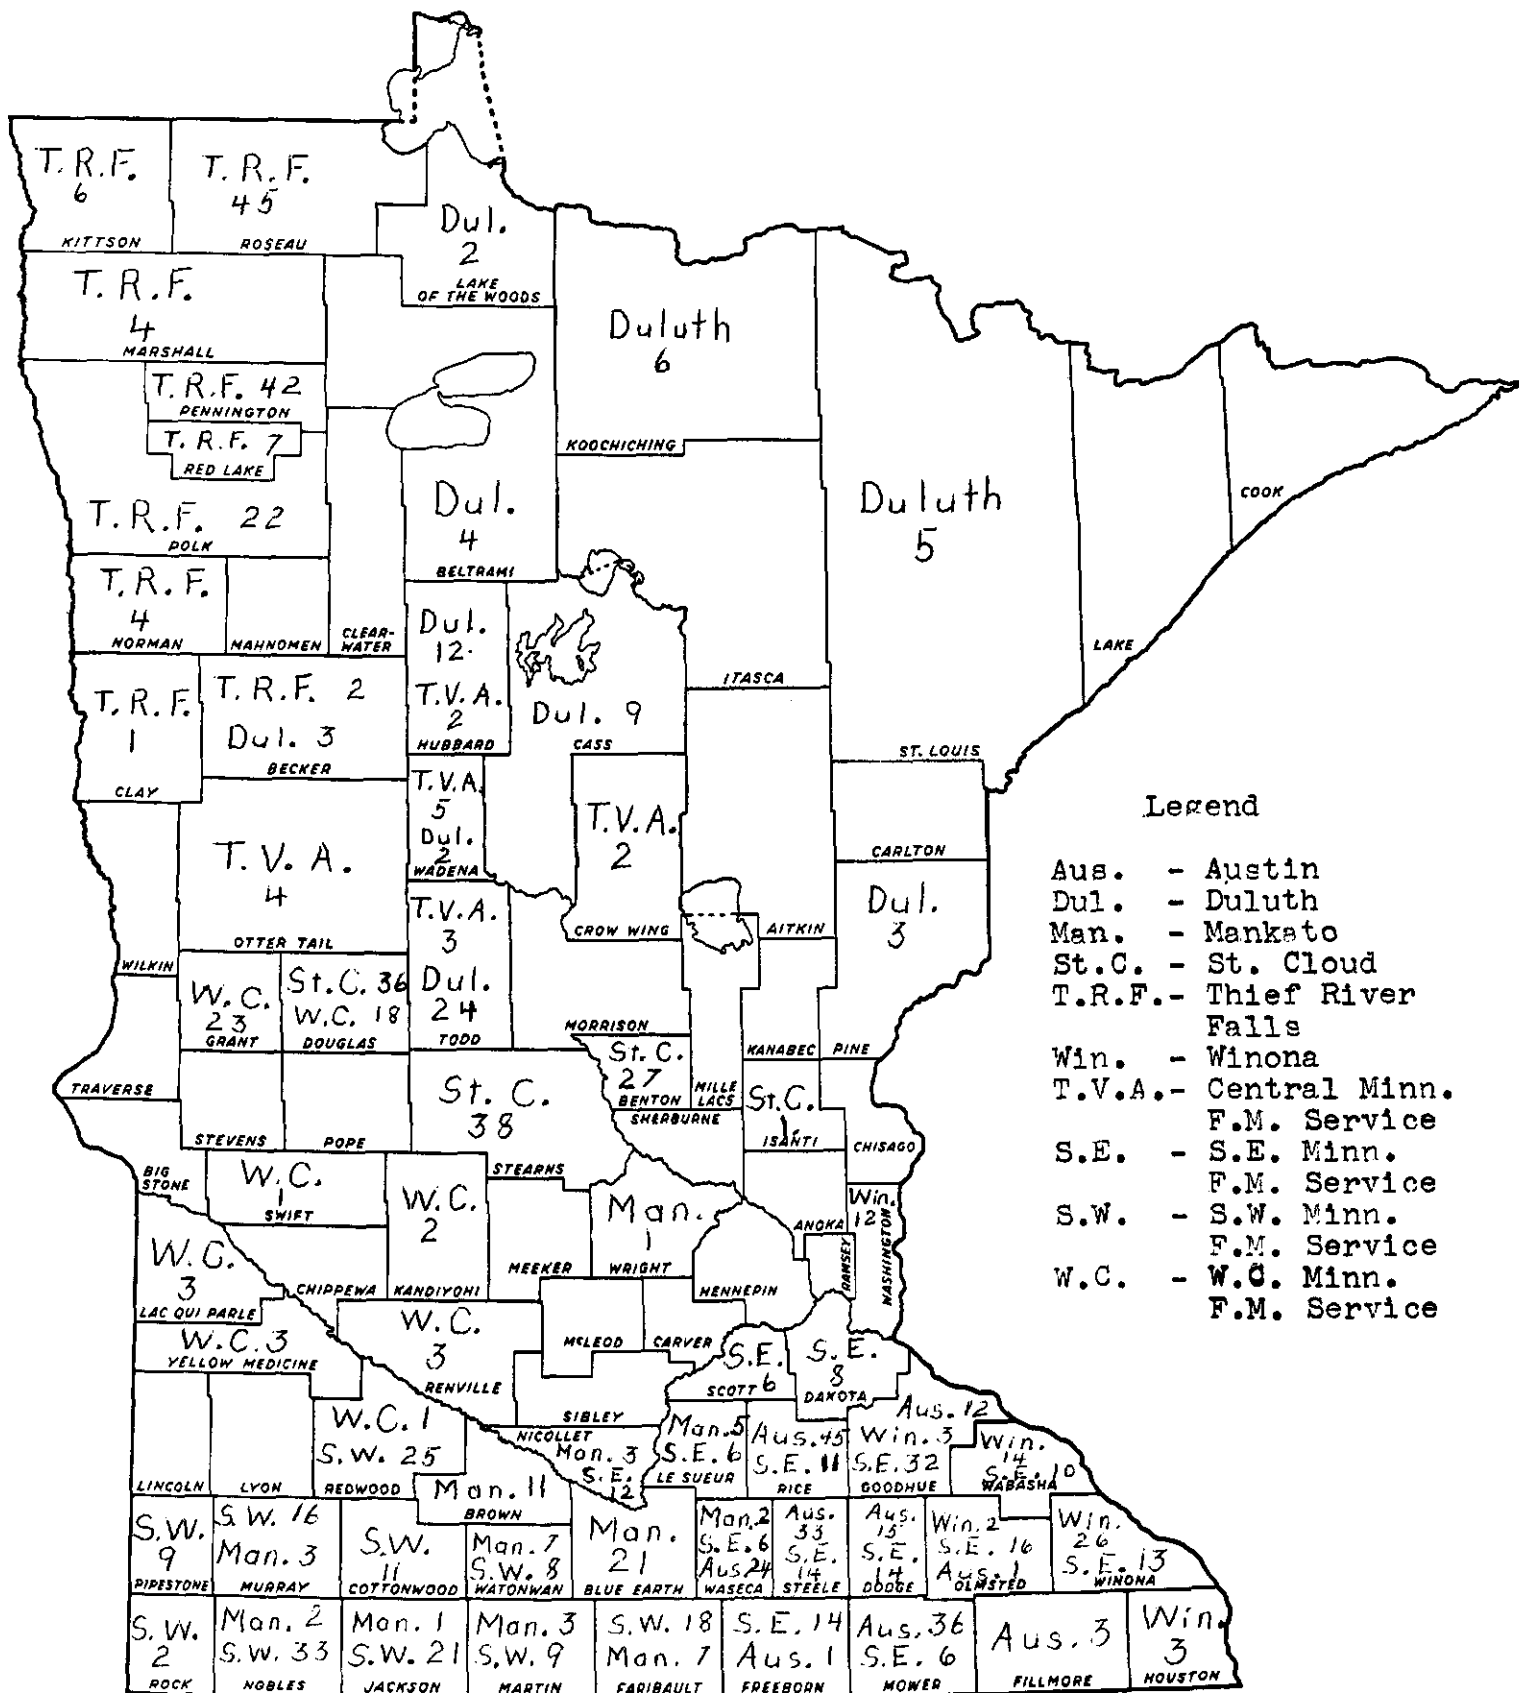 T.R.F.
6
KITTSON
T.R.F.
45
ROSEAU
Dul.
2
LAKE
OF THE WOODS
T.R.F.
4
MARSHALL
Duluth
6
KOOCHICHING
T.R.F. 42
PENNINGTON
T.R.F. 7
RED LAKE
T.R.F. 22
POLK
Dul.
4
BELTRAMI
Duluth
5
ST. LOUIS
COOK
LAKE
T.R.F.
4
NORMAN
MAHNOMEN
CLEAR-
WATER
Dul.
12.
T.V.A.
2
HUBBARD
Dul. 9
CASS
ITASCA
T.R.F.
1
CLAY
T.R.F. 2
Dul. 3
BECKER
T.V.A.
5
Dul.
2
WADENA
T.V.A.
2
CROW WING
CARLTON
T.V.A.
4
OTTER TAIL
T.V.A.
3
Dul.
24
TODD
AITKIN
Dul.
3
PINE
WILKIN
W.C.
23
GRANT
St.C. 36
W.C. 18
DOUGLAS
MORRISON
St.C.
27
BENTON
MILLE
LACS
KANABEC
TRAVERSE
STEVENS
POPE
St.C.
38
STEARNS
SHERBURNE
St.C.
1
ISANTI
CHISAGO
BIG
STONE
W.C.
1
SWIFT
W.C.
2
KANDIYOHI
MEEKER
Man.
1
WRIGHT
ANOKA
Win.
12
WASHINGTON
RAMSEY
HENNEPIN
W.C.
3
LAC QUI PARLE
CHIPPEWA
W.C. 3
YELLOW MEDICINE
W.C.
3
RENVILLE
McLEOD
CARVER
S.E.
SCOTT 6
S.E.
8
DAKOTA
SIBLEY
LINCOLN
LYON
W.C. 1
S.W. 25
REDWOOD
NICOLLET
Man. 3
S.E.
12
Man. 11
BROWN
Man. 5
S.E. 6
LE SUEUR
Aus. 45
S.E. 11
RICE
Aus. 12
Win. 3
S.E. 32
GOODHUE
Win.
14
S.E. 10
WABASHA
S.W.
9
PIPESTONE
S.W. 16
Man. 3
MURRAY
S.W.
11
COTTONWOOD
Man. 7
S.W. 8
WATONWAN
Man.
21
BLUE EARTH
Man. 2
S.E. 6
Aus. 24
WASECA
Aus.
33
S.E.
14
STEELE
Aus.
15
S.E.
14
DODGE
Win. 2
S.E. 16
Aus. 1
OLMSTED
Win.
26
S.E. 13
WINONA
S.W.
2
ROCK
Man. 2
S.W. 33
NOBLES
Man. 1
S.W. 21
JACKSON
Man. 3
S.W. 9
MARTIN
S.W. 18
Man. 7
FARIBAULT
S.E. 14
Aus. 1
FREEBORN
Aus. 36
S.E. 6
MOWER
Aus. 3
FILLMORE
Win.
3
HOUSTON
Legend
Aus. - Austin
Dul. - Duluth
Man. - Mankato
St.C. - St. Cloud
T.R.F.- Thief River
Falls
Win. - Winona
T.V.A.- Central Minn.
F.M. Service
S.E. - S.E. Minn.
F.M. Service
S.W. - S.W. Minn.
F.M. Service
W.C. - W.C. Minn.
F.M. Service